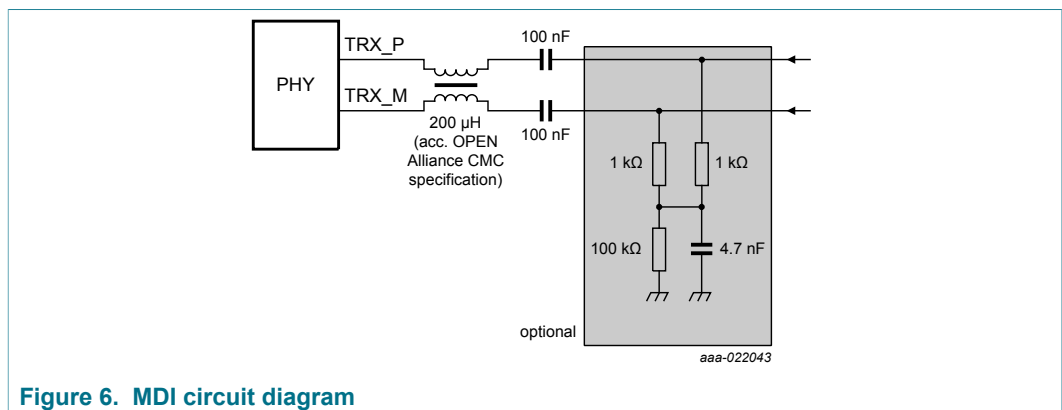 100 nF
TRX_P
PHY
TRX_M
100 nF
200 µH
(acc. OPEN
Alliance CMC
specification)
1 kΩ
1 kΩ
100 kΩ
4.7 nF
optional
aaa-022043
Figure 6. MDI circuit diagram